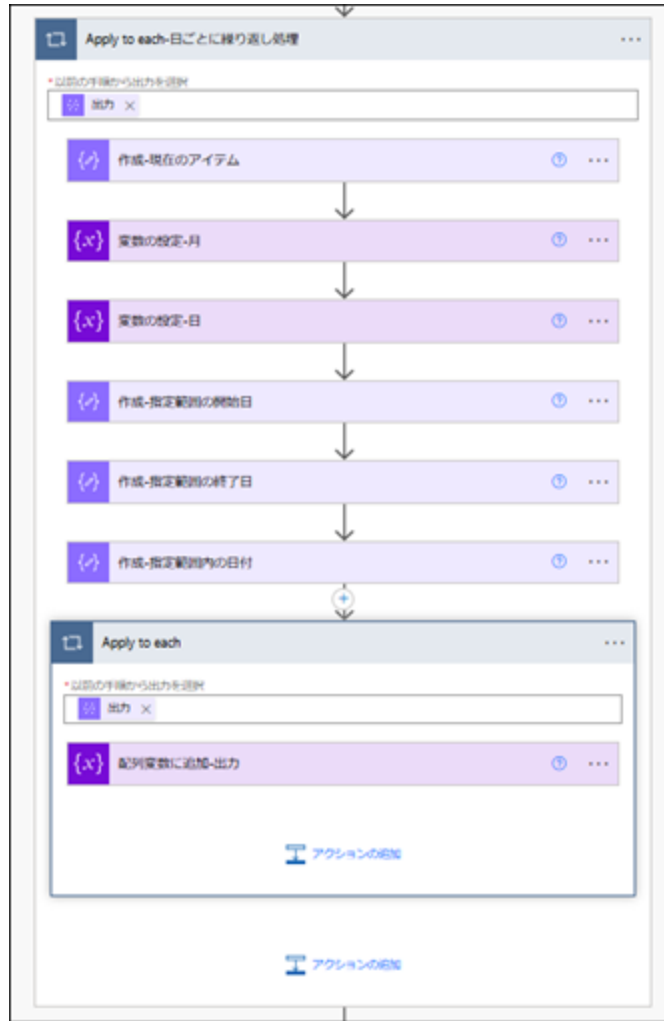 Apply to each-日ごとに繰り返し処理
*以前の手順から出力を選択
出力
作成-現在のアイテム
{x} 変数の設定-月
{x} 変数の設定-日
作成-指定範囲の開始日
作成-指定範囲の終了日
作成-指定範囲内の日付
Apply to each
*以前の手順から出力を選択
出力
{x} 配列変数に追加-出力
アクションの追加
アクションの追加